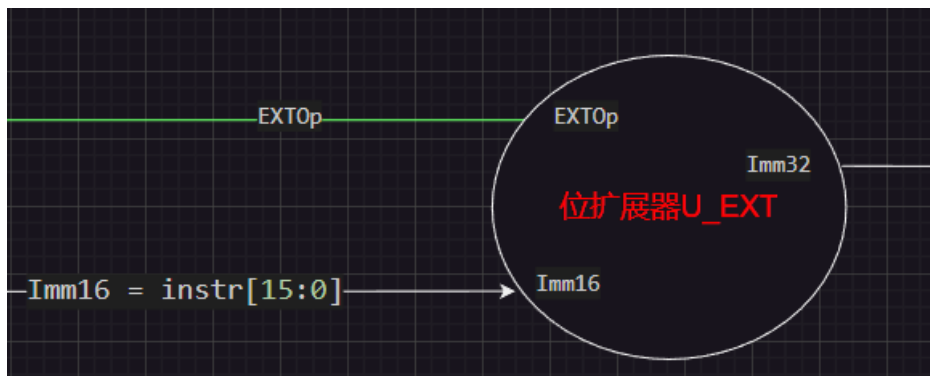 EXTOp
EXTOp
Imm32
位扩展器U_EXT
Imm16 = instr[15:0]
Imm16